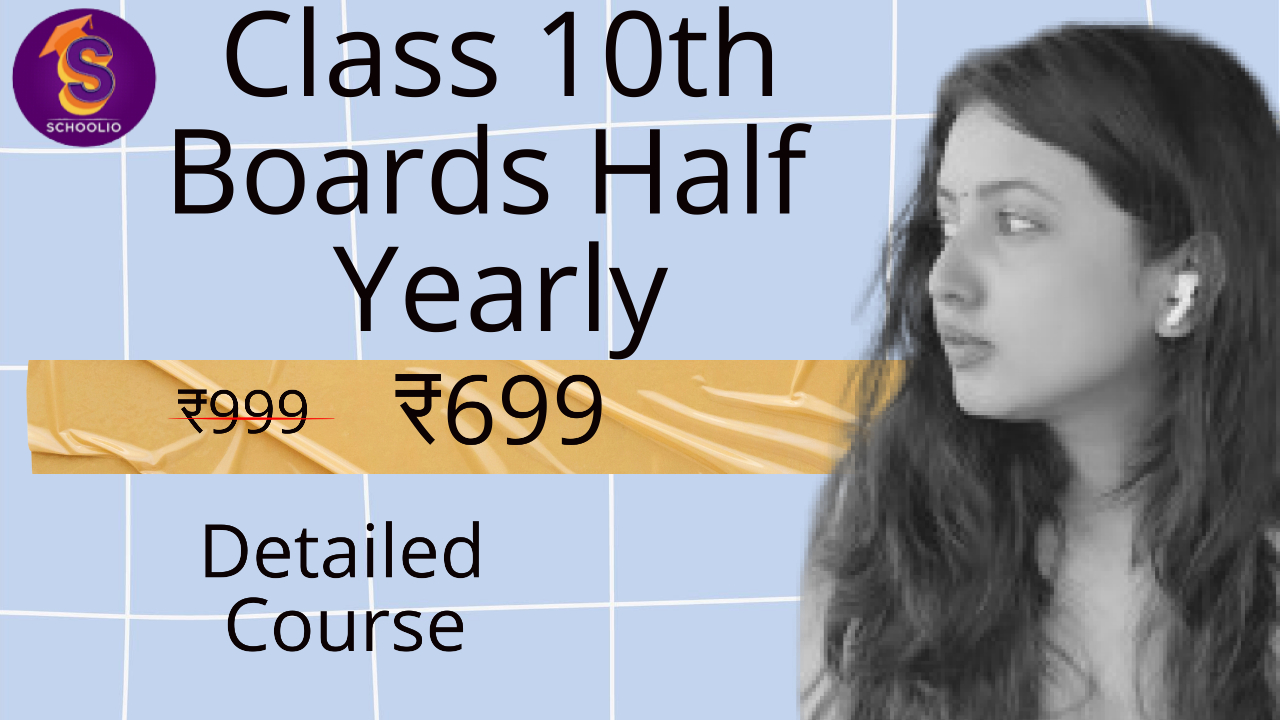 SCHOOLIO
Class 10th
Boards Half
Yearly
₹999 ₹699
Detailed
Course